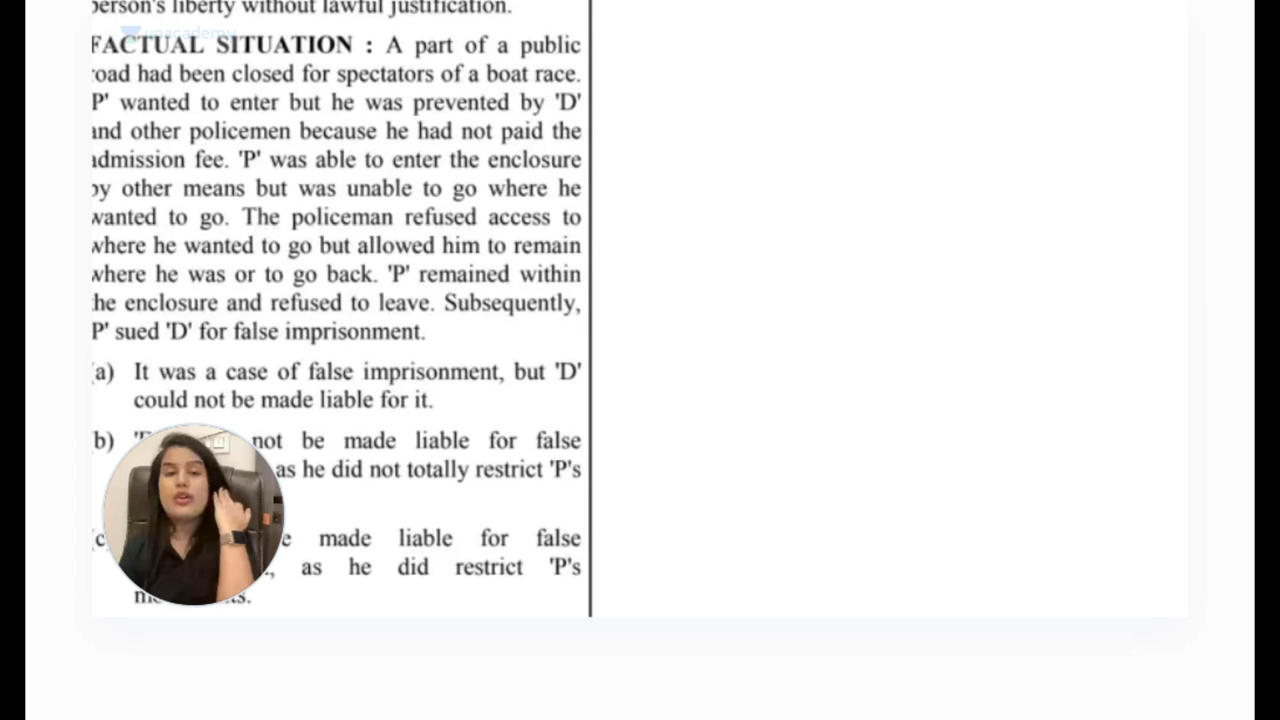 person's liberty without lawful justification.
unacademy
FACTUAL SITUATION : A part of a public
road had been closed for spectators of a boat race.
P' wanted to enter but he was prevented by 'D'
and other policemen because he had not paid the
admission fee. 'P' was able to enter the enclosure
by other means but was unable to go where he
wanted to go. The policeman refused access to
where he wanted to go but allowed him to remain
where he was or to go back. 'P' remained within
the enclosure and refused to leave. Subsequently,
P' sued 'D' for false imprisonment.
(a) It was a case of false imprisonment, but 'D'
could not be made liable for it.
(b) not be made liable for false
as he did not totally restrict 'P's
(c made liable for false
as he did restrict 'P's